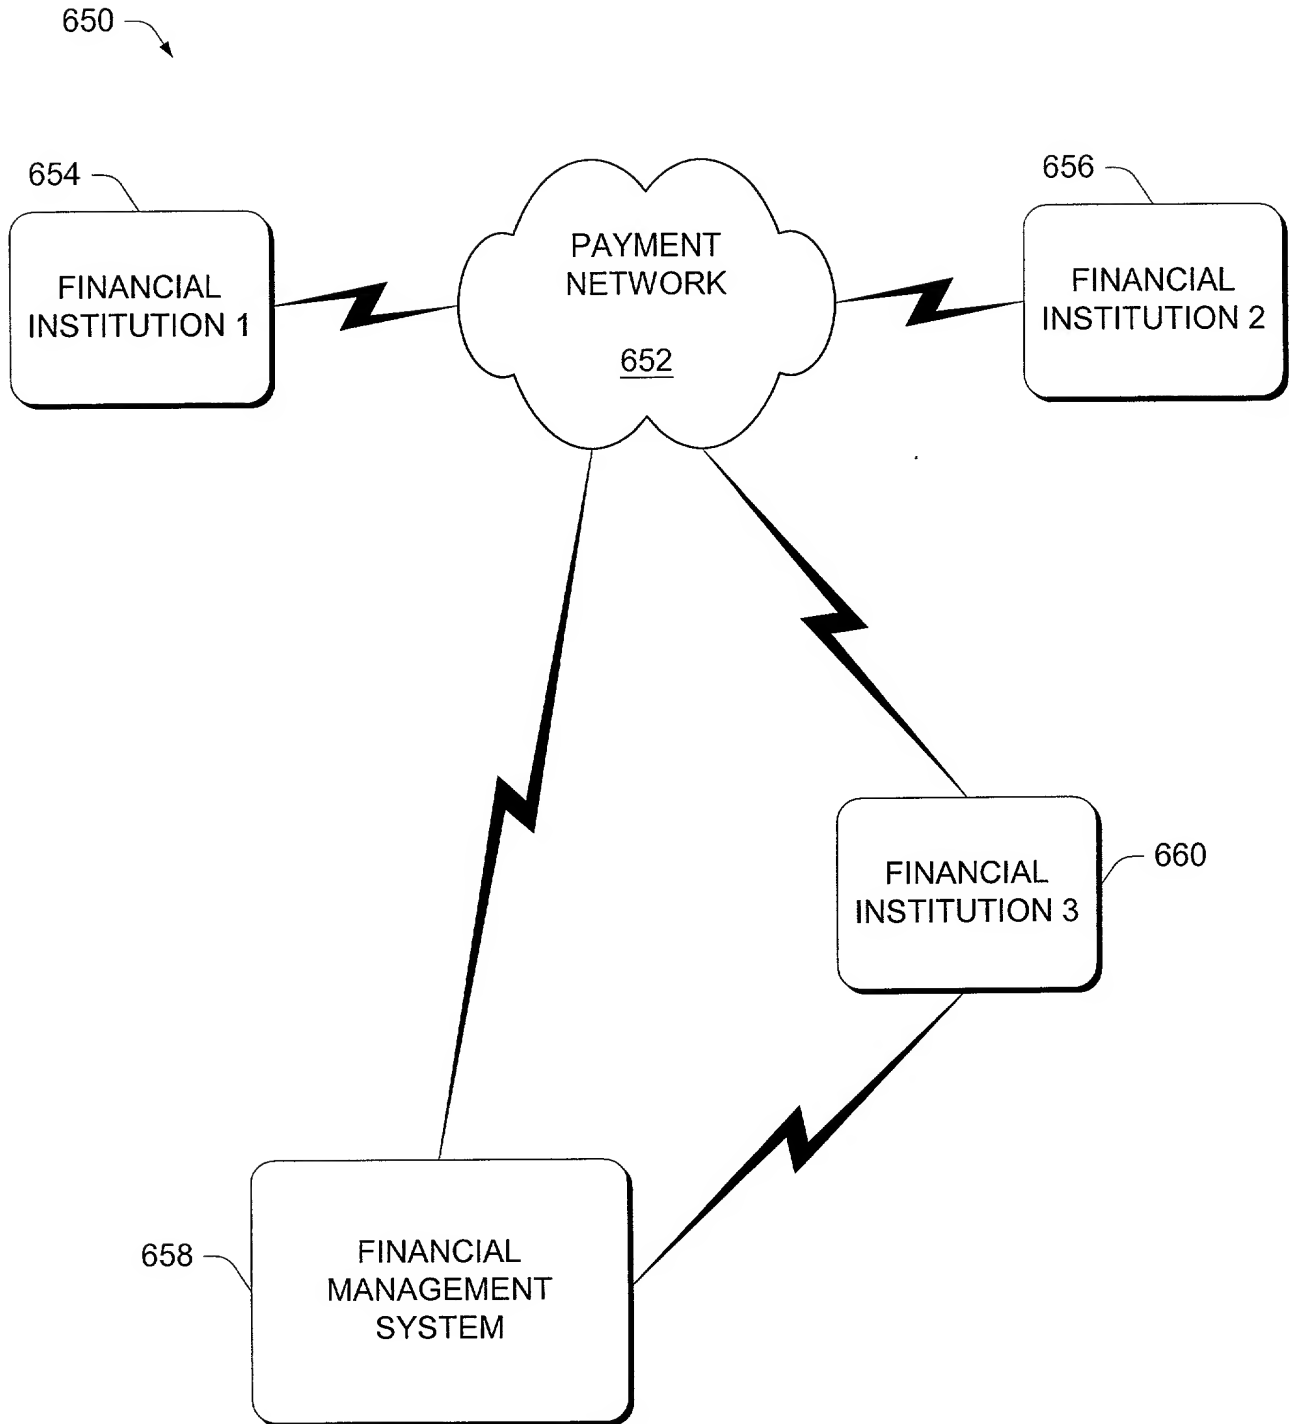 650
654
656
PAYMENT
NETWORK
652
FINANCIAL
INSTITUTION 1
FINANCIAL
INSTITUTION 2
660
FINANCIAL
INSTITUTION 3
658
FINANCIAL
MANAGEMENT
SYSTEM